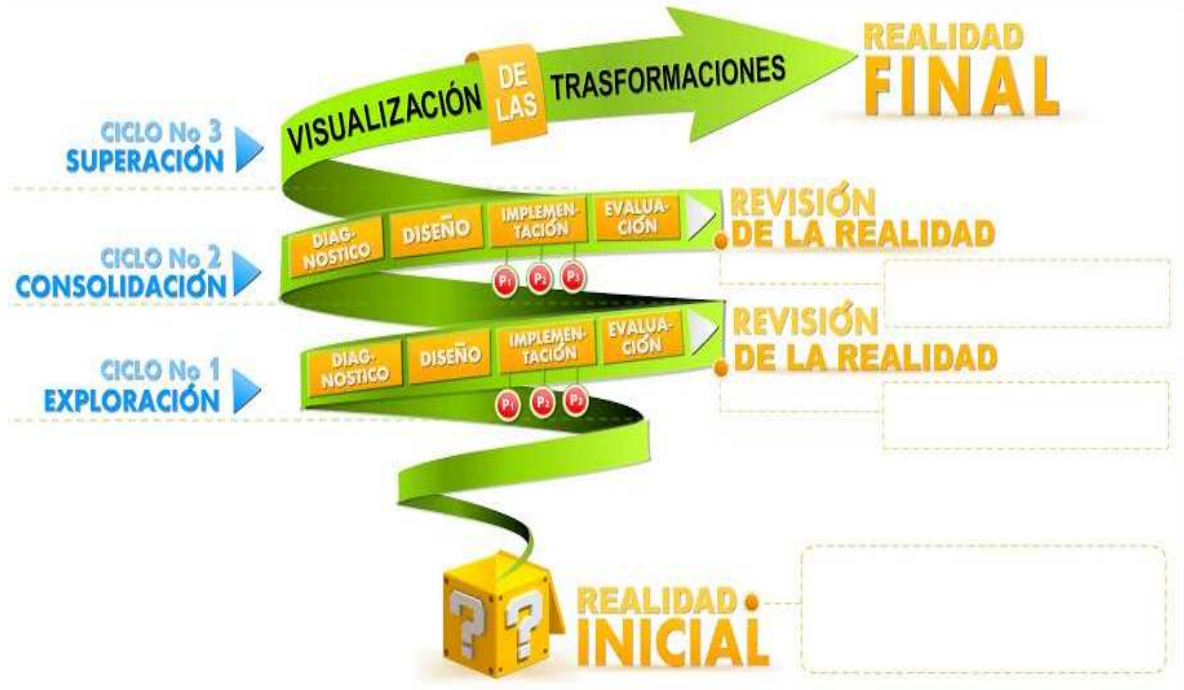 REALIDAD
FINAL
VISUALIZACIÓN DE LAS TRASFORMACIONES
CICLO No 3
SUPERACIÓN
DIAG-
NOSTICO
DISEÑO
IMPLEMEN-
TACIÓN
EVALUA-
CIÓN
REVISIÓN
DE LA REALIDAD
CICLO No 2
CONSOLIDACIÓN
P1 P2 P3
DIAG-
NOSTICO
DISEÑO
IMPLEMEN-
TACIÓN
EVALUA-
CIÓN
REVISIÓN
DE LA REALIDAD
CICLO No 1
EXPLORACIÓN
P1 P2 P3
? ?
REALIDAD
INICIAL